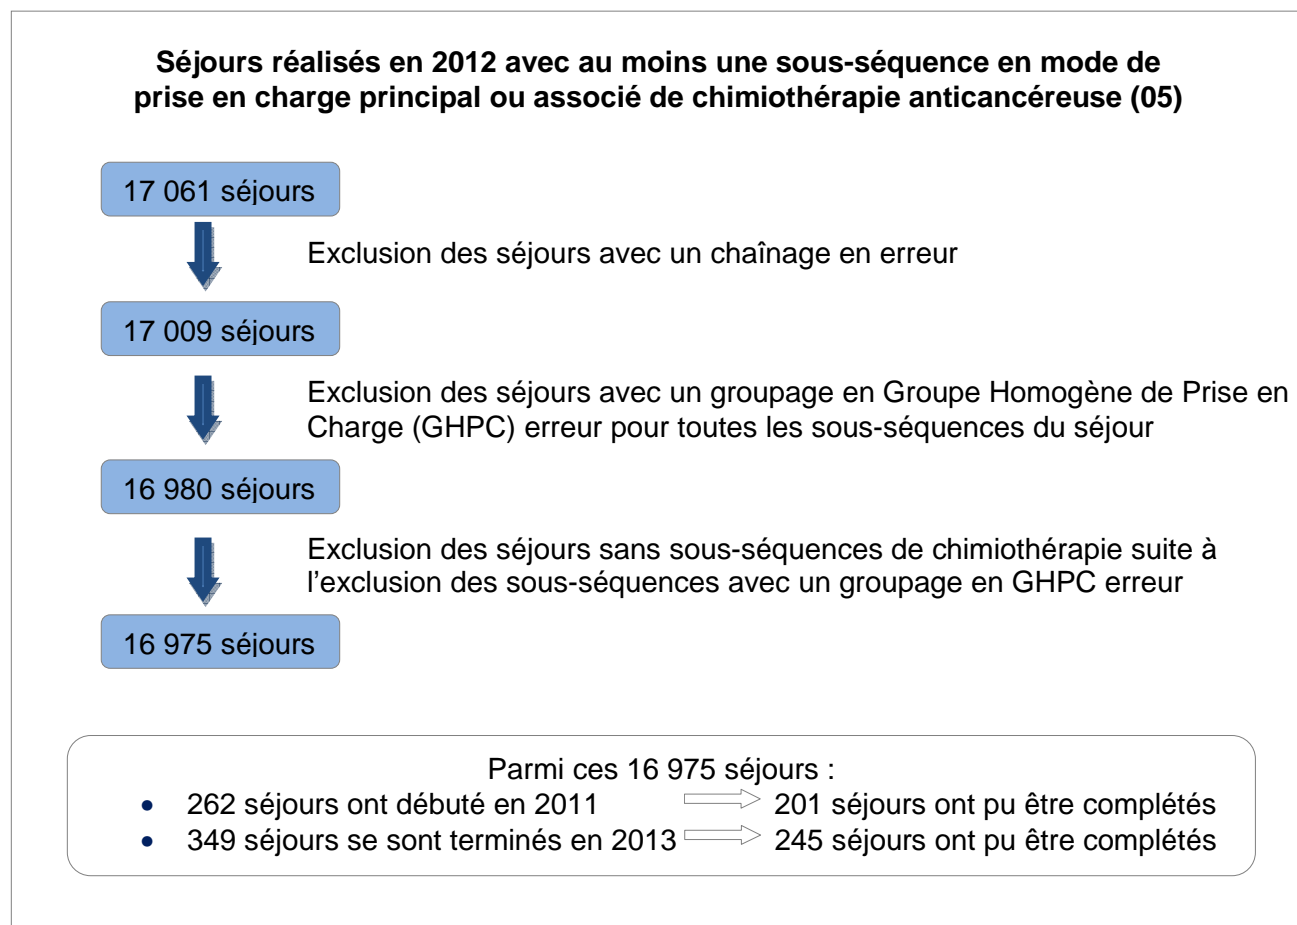 Séjours réalisés en 2012 avec au moins une sous-séquence en mode de
prise en charge principal ou associé de chimiothérapie anticancéreuse (05)
17 061 séjours
Exclusion des séjours avec un chaînage en erreur
17 009 séjours
Exclusion des séjours avec un groupage en Groupe Homogène de Prise en
Charge (GHPC) erreur pour toutes les sous-séquences du séjour
16 980 séjours
Exclusion des séjours sans sous-séquences de chimiothérapie suite à
l’exclusion des sous-séquences avec un groupage en GHPC erreur
16 975 séjours
Parmi ces 16 975 séjours :
• 262 séjours ont débuté en 2011 201 séjours ont pu être complétés
• 349 séjours se sont terminés en 2013 245 séjours ont pu être complétés